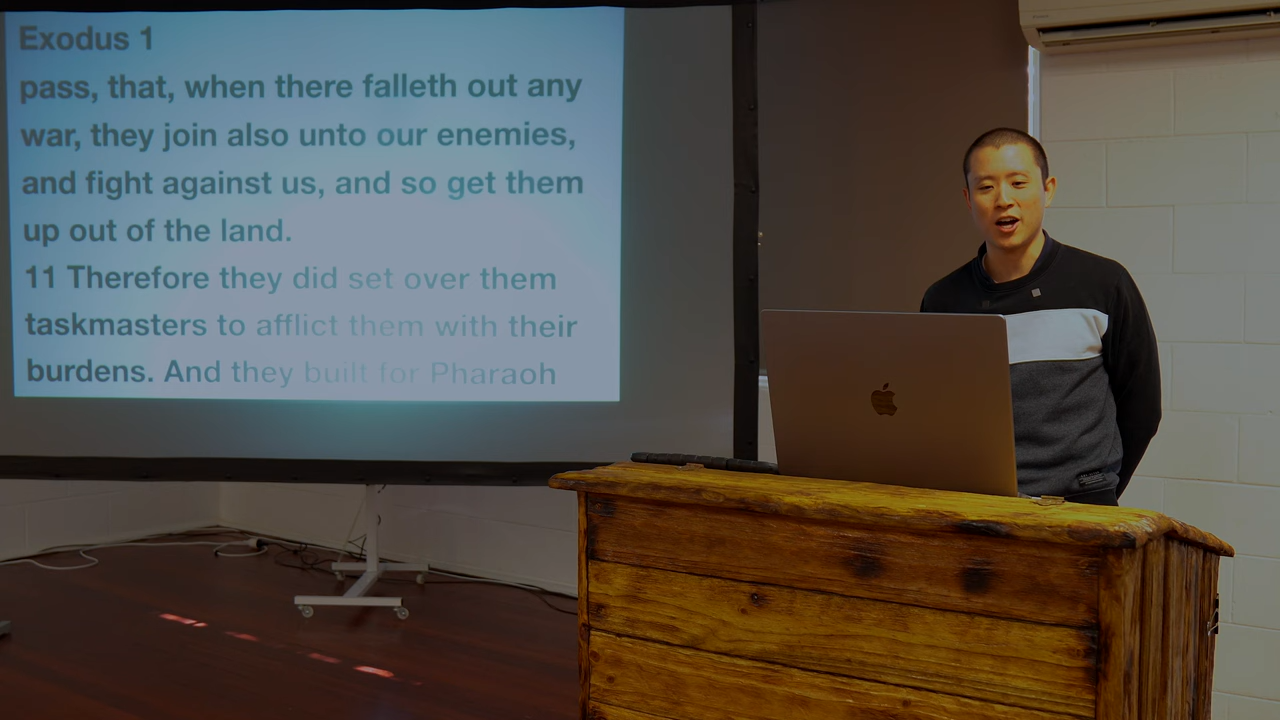 Exodus 1
pass, that, when there falleth out any
war, they join also unto our enemies,
and fight against us, and so get them
up out of the land.
11 Therefore they did set over them
taskmasters to afflict them with their
burdens. And they built for Pharaoh